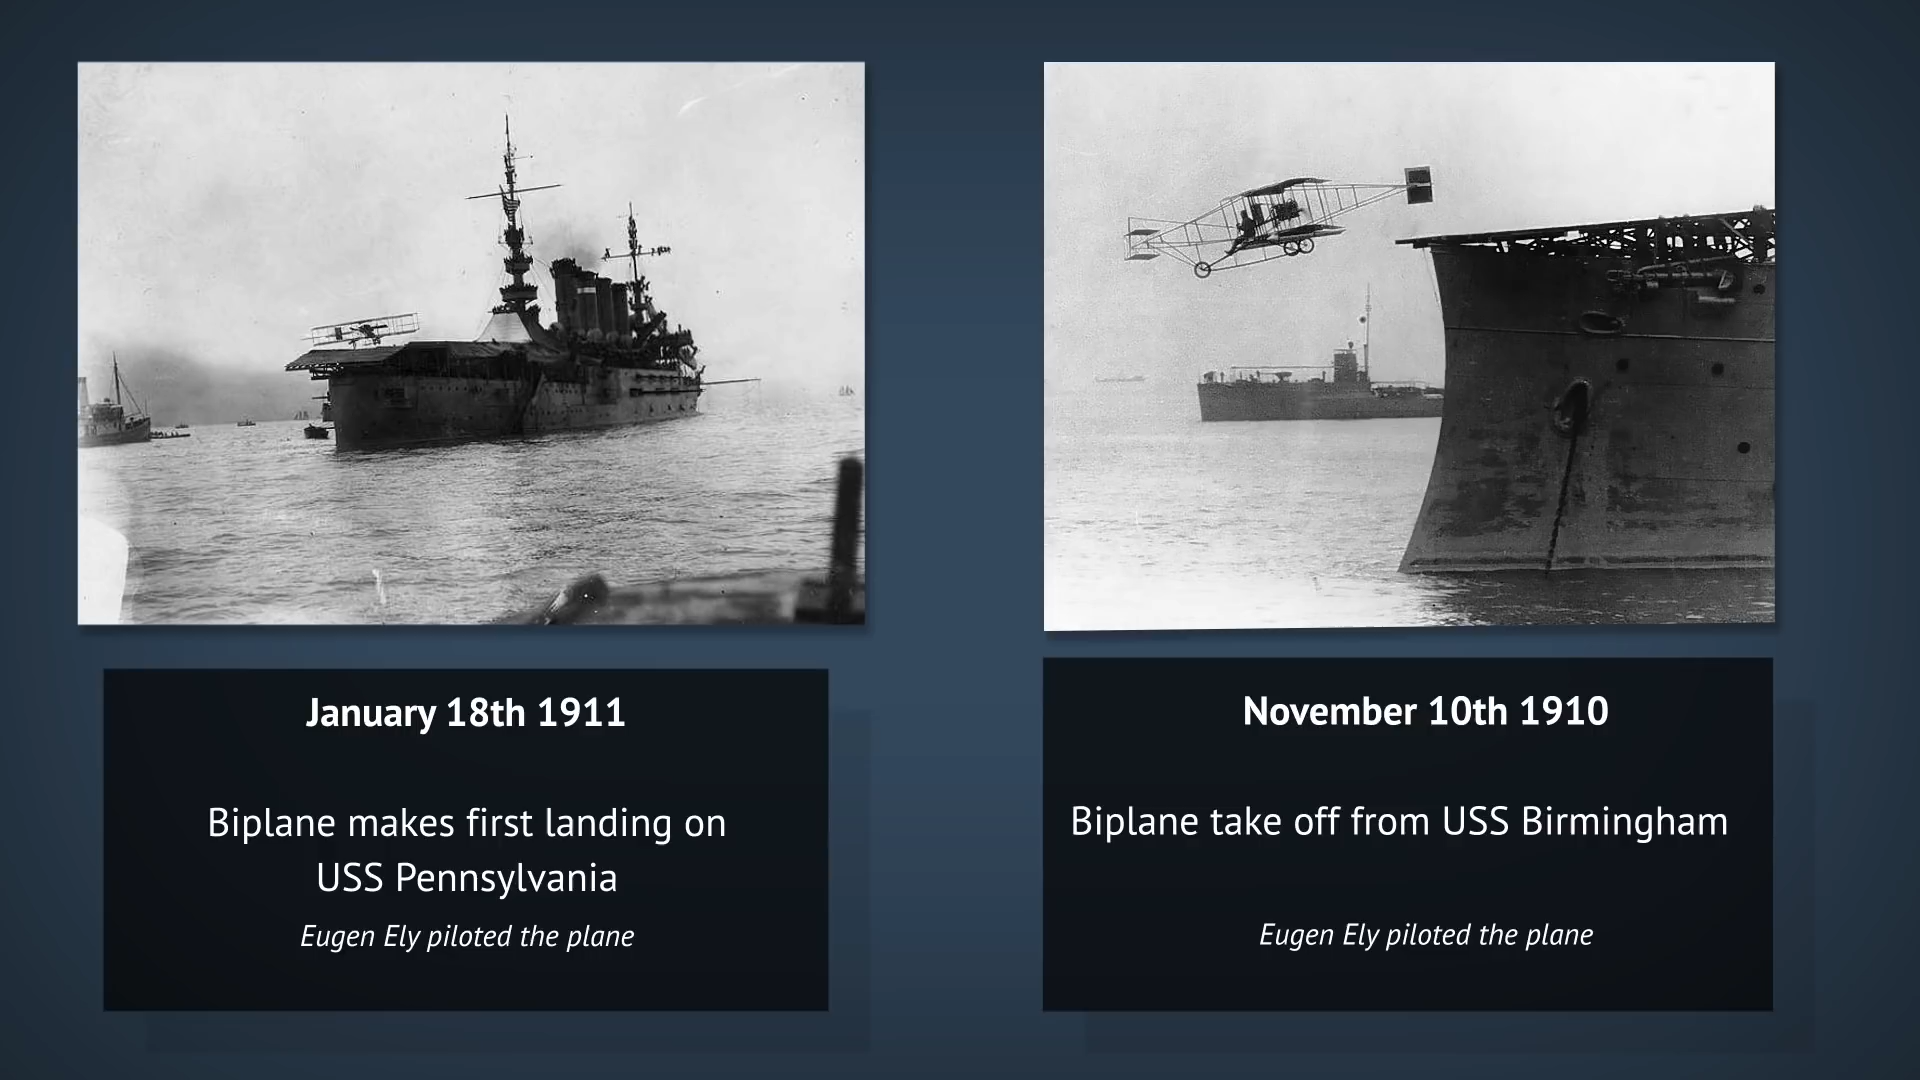 January 18th 1911
Biplane makes first landing on
USS Pennsylvania
Eugen Ely piloted the plane
November 10th 1910
Biplane take off from USS Birmingham
Eugen Ely piloted the plane